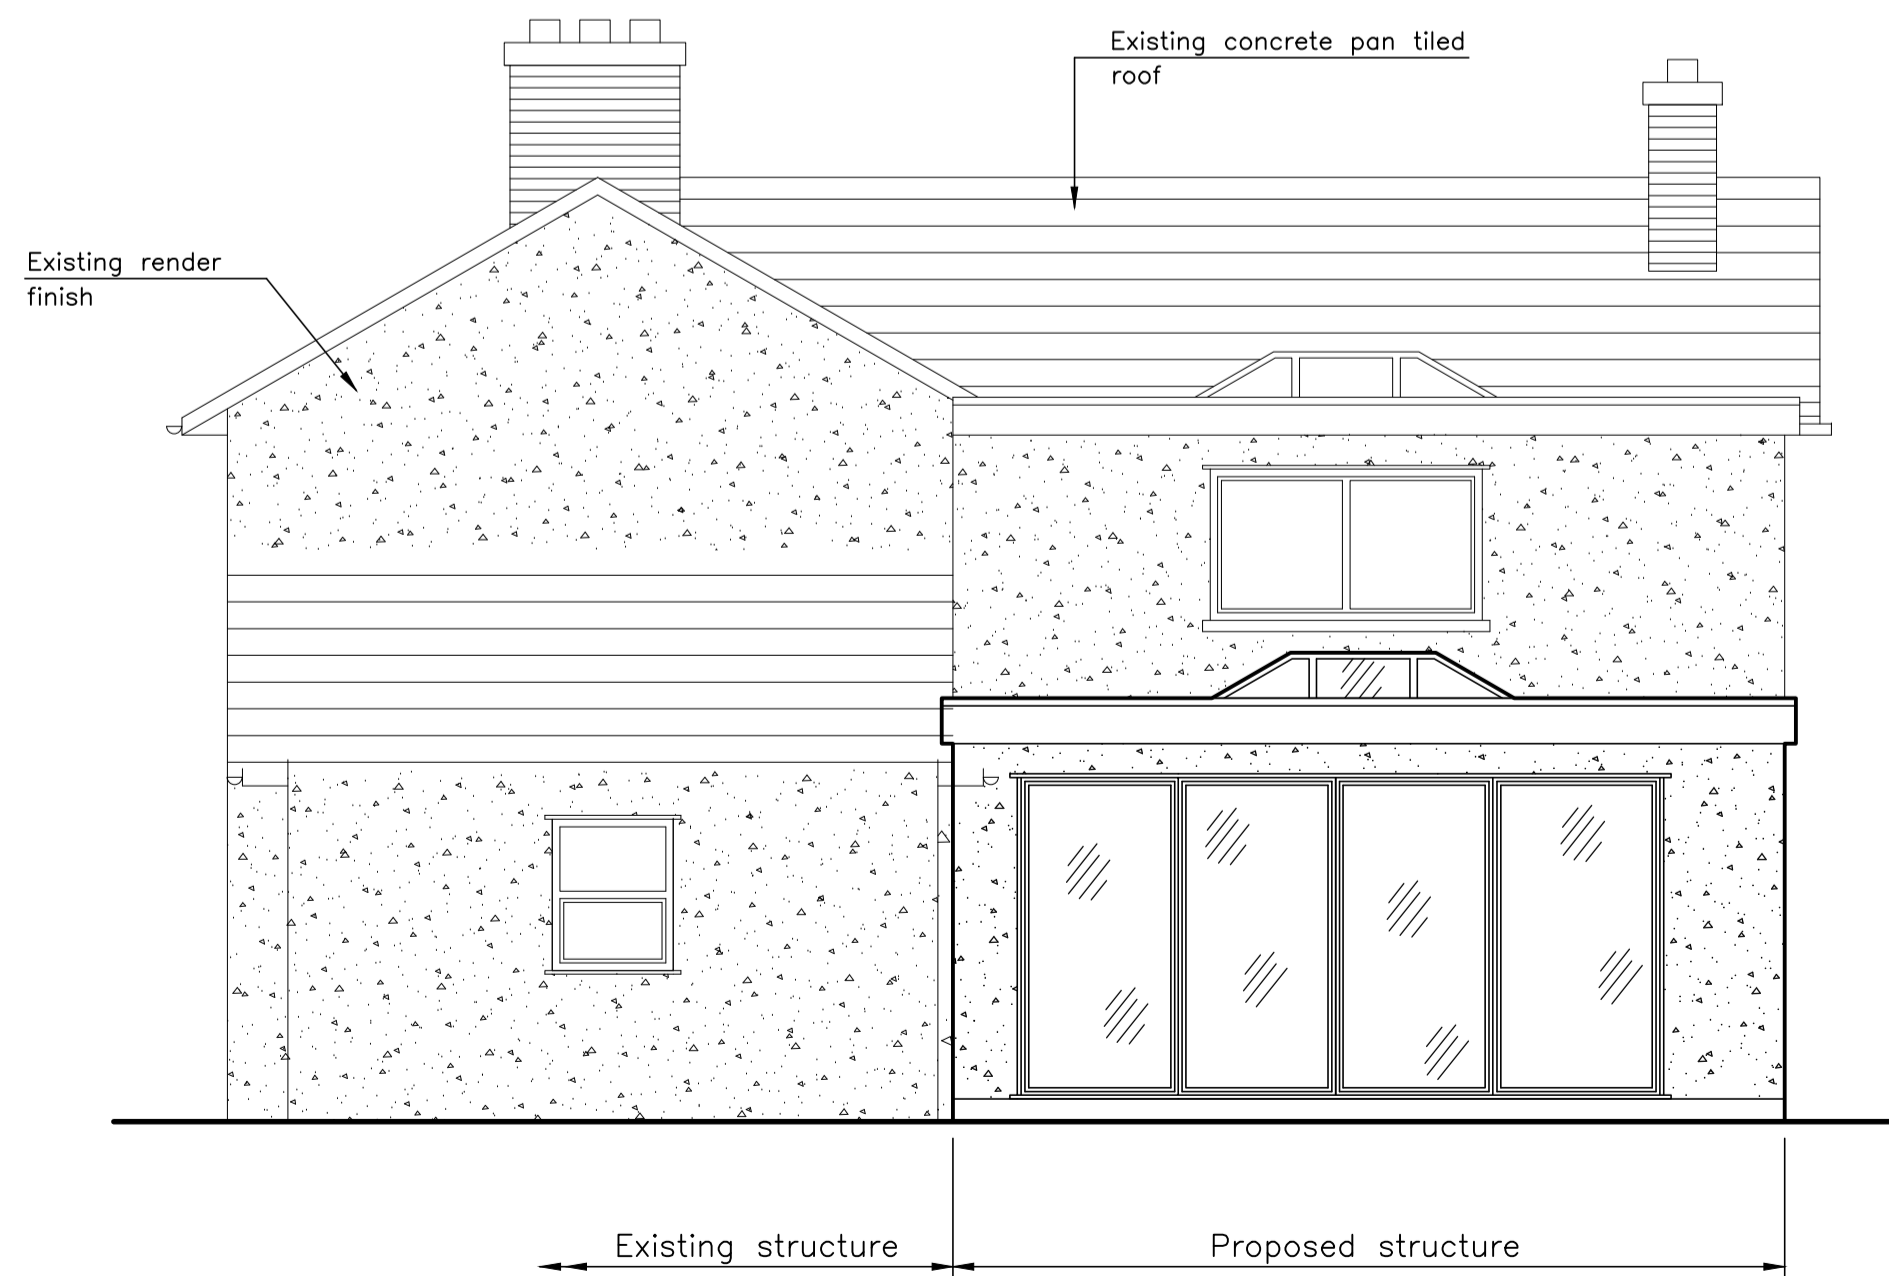 Existing concrete pan tiled
roof
Existing render
finish
Existing structure
Proposed structure